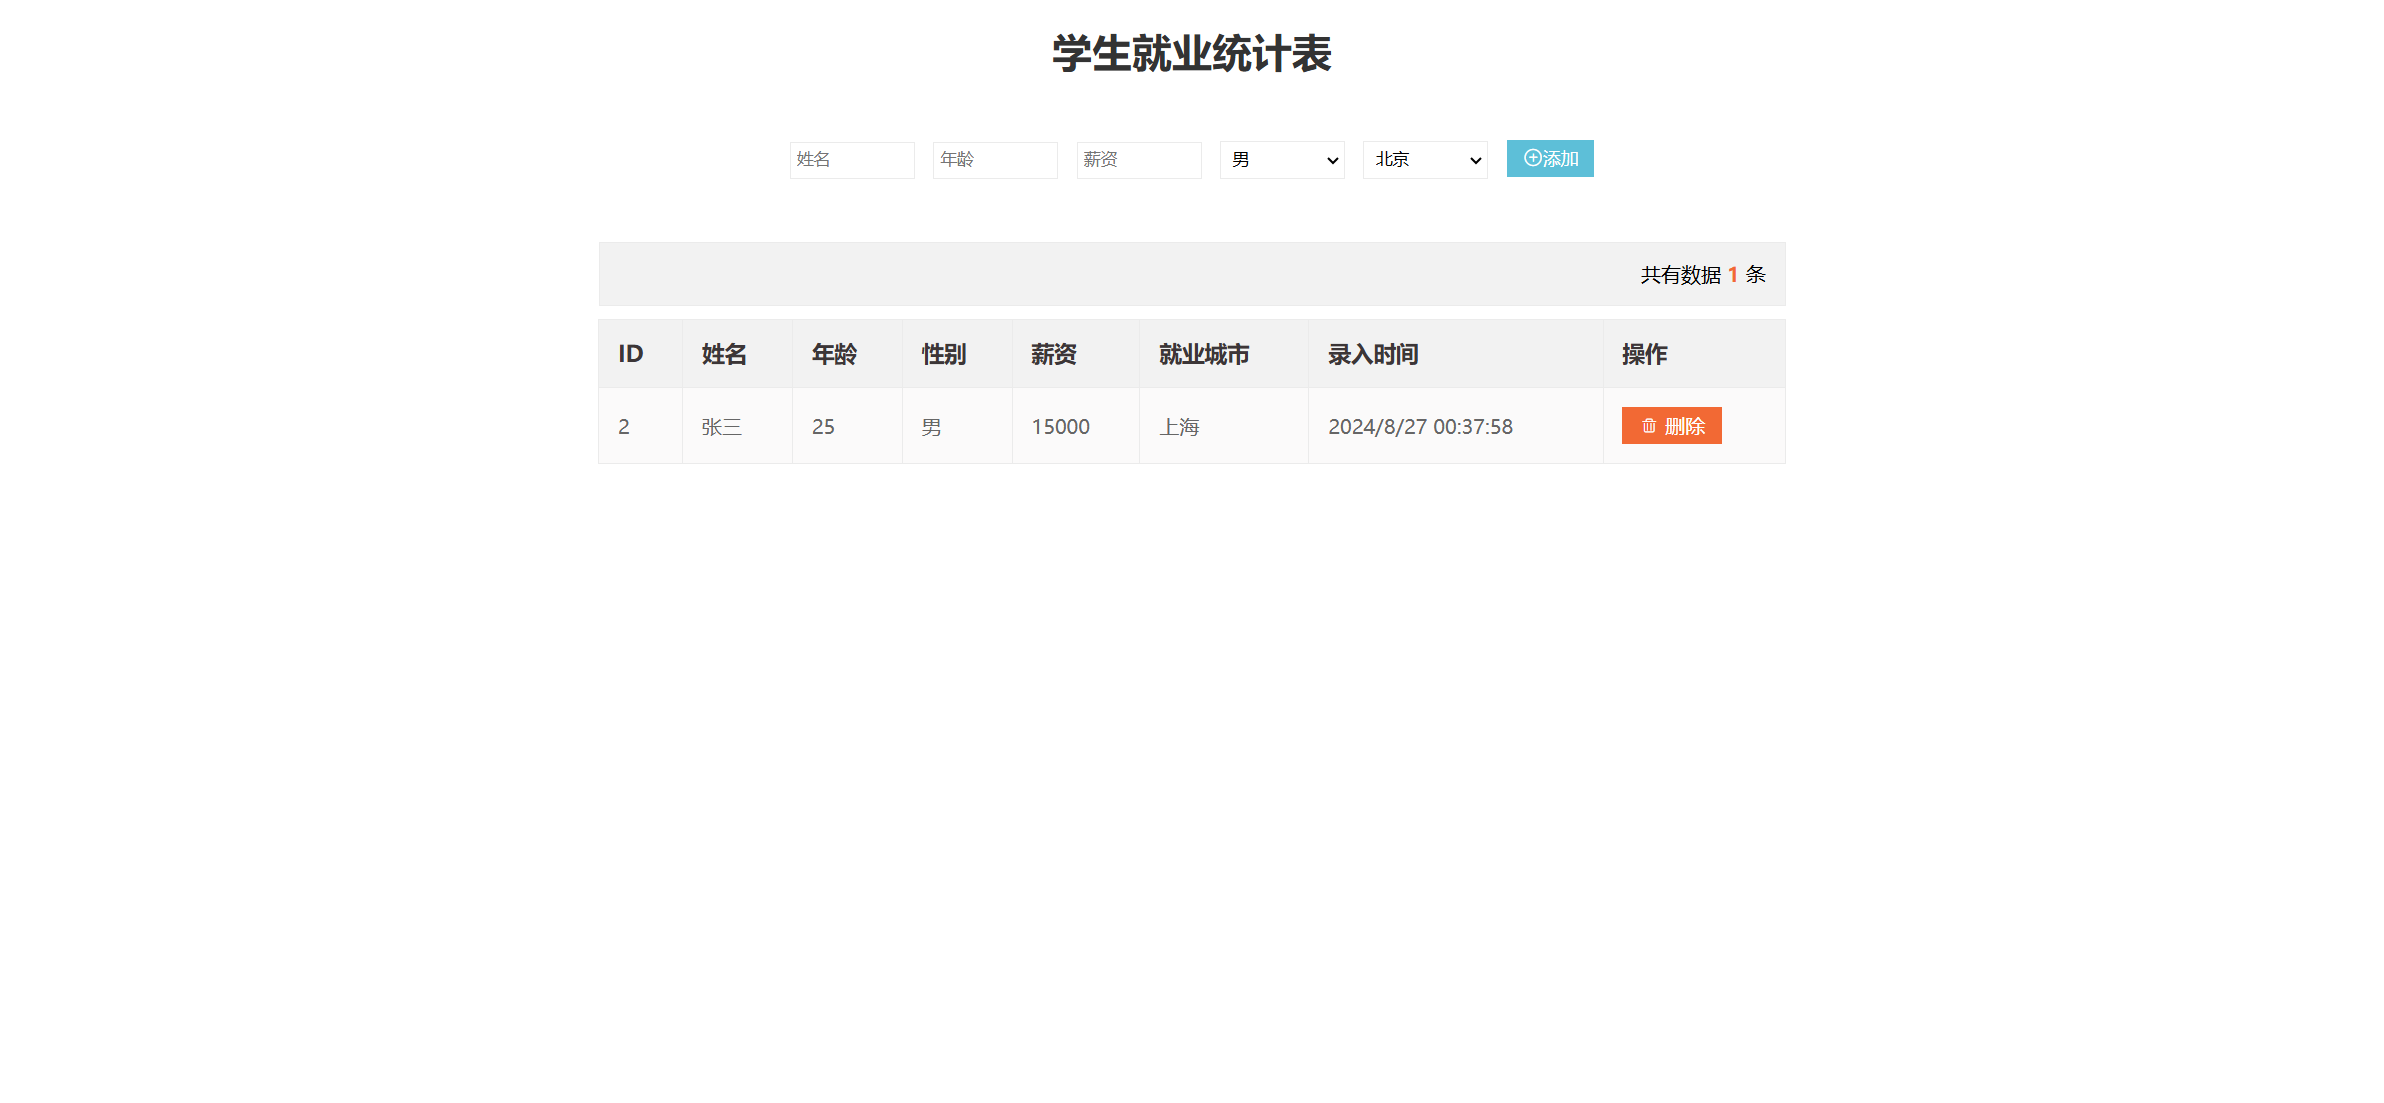 学生就业统计表
姓名 年龄 薪资 男 北京 添加
共有数据 1 条
ID 姓名 年龄 性别 薪资 就业城市 录入时间 操作
2 张三 25 男 15000 上海 2024/8/27 00:37:58 删除